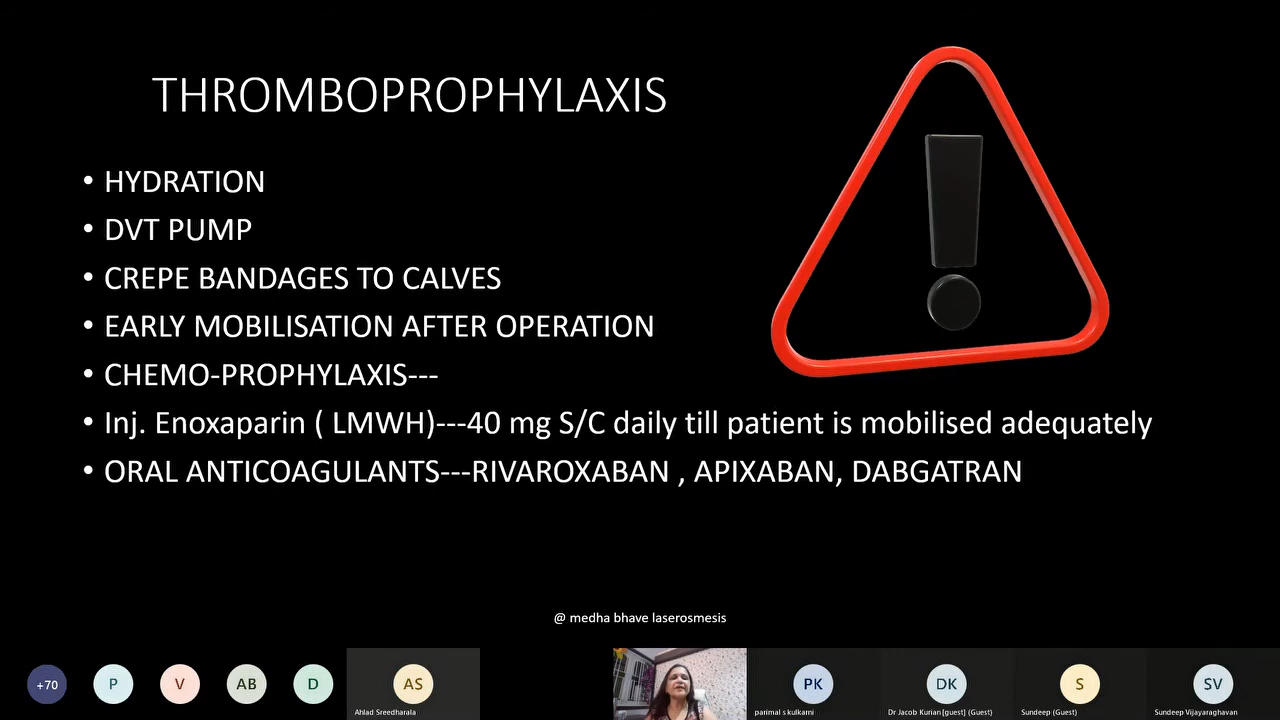 THROMBOPROPHYLAXIS
• HYDRATION
• DVT PUMP
• CREPE BANDAGES TO CALVES
• EARLY MOBILISATION AFTER OPERATION
• CHEMO-PROPHYLAXIS---
• Inj. Enoxaparin ( LMWH)---40 mg S/C daily till patient is mobilised adequately
• ORAL ANTICOAGULANTS---RIVAROXABAN , APIXABAN, DABGATRAN
@ medha bhave laserosmesis
+70 P V AB D AS PK DK S SV
Ahlad Sreedharala parimal s kulkarni Dr Jacob Kurian[guest] (Guest) Sundeep (Guest) Sundeep Vijayaraghavan